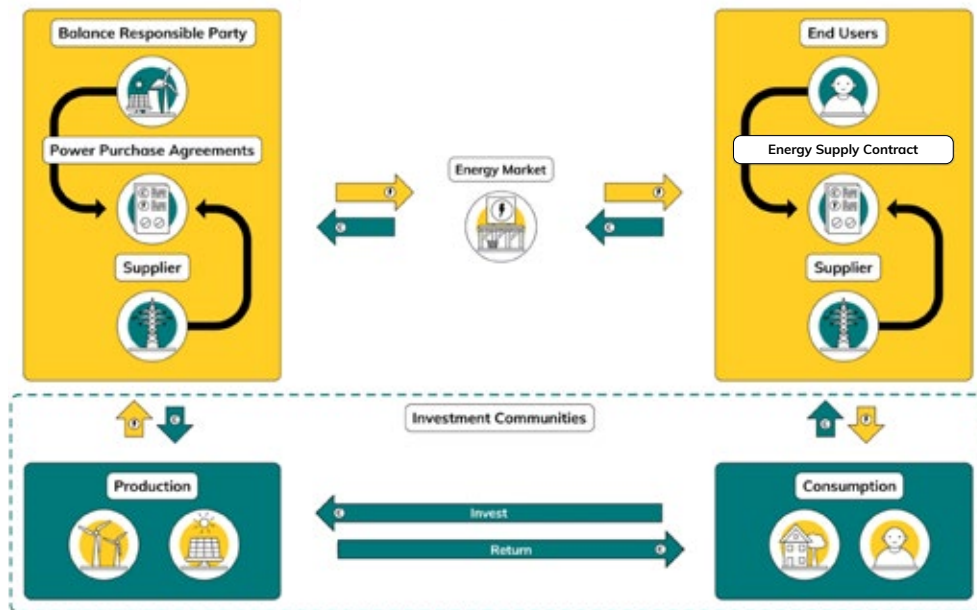 Balance Responsible Party
Power Purchase Agreements
Supplier
Energy Market
End Users
Energy Supply Contract
Supplier
Investment Communities
Production
Invest
Return
Consumption